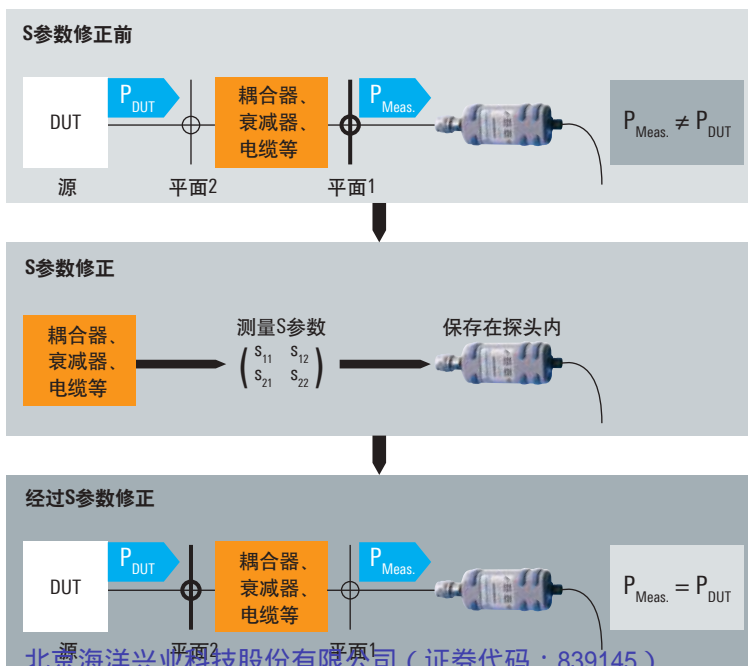 S参数修正前
P DUT
P Meas.
DUT
耦合器、
衰减器、
电缆等
P Meas. ≠ P DUT
源
平面2
平面1
S参数修正
耦合器、
衰减器、
电缆等
测量S参数
S11 S12
S21 S22
保存在探头内
经过S参数修正
P DUT
P Meas.
DUT
耦合器、
衰减器、
电缆等
P Meas. = P DUT
源
平面2
平面1
北京海洋兴业科技股份有限公司（证券代码：839145）